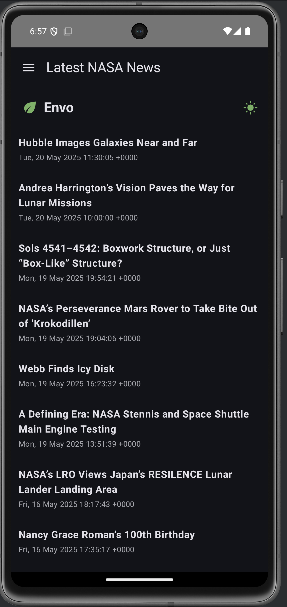 6:57
Latest NASA News
Envo
Hubble Images Galaxies Near and Far
Tue, 20 May 2025 11:30:05 +0000
Andrea Harrington’s Vision Paves the Way for
Lunar Missions
Tue, 20 May 2025 10:00:00 +0000
Sols 4541–4542: Boxwork Structure, or Just
“Box-Like” Structure?
Mon, 19 May 2025 19:54:21 +0000
NASA’s Perseverance Mars Rover to Take Bite Out
of ‘Krokodillen’
Mon, 19 May 2025 19:04:06 +0000
Webb Finds Icy Disk
Mon, 19 May 2025 16:23:32 +0000
A Defining Era: NASA Stennis and Space Shuttle
Main Engine Testing
Mon, 19 May 2025 13:51:39 +0000
NASA’s LRO Views Japan’s RESILENCE Lunar
Lander Landing Area
Fri, 16 May 2025 18:17:43 +0000
Nancy Grace Roman’s 100th Birthday
Fri, 16 May 2025 17:35:17 +0000